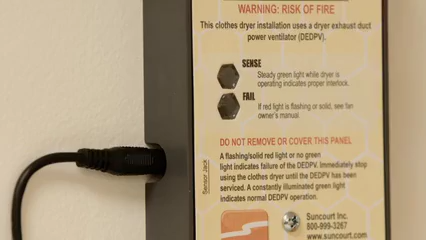 WARNING: RISK OF FIRE
This clothes dryer installation uses a dryer exhaust duct
power ventilator (DEDPV).
SENSE
Steady green light while dryer is
operating indicates proper interlock.
FAIL
If red light is flashing or solid, see fan
owner's manual.
DO NOT REMOVE OR COVER THIS PANEL
A flashing/solid red light or no green
light indicates failure of the DEDPV. Immediately stop
using the clothes dryer until the DEDPV has been
serviced. A constantly illuminated green light
indicates normal DEDPV operation.
Sensor Jack
Suncourt Inc.
800-999-3267
www.suncourt.com